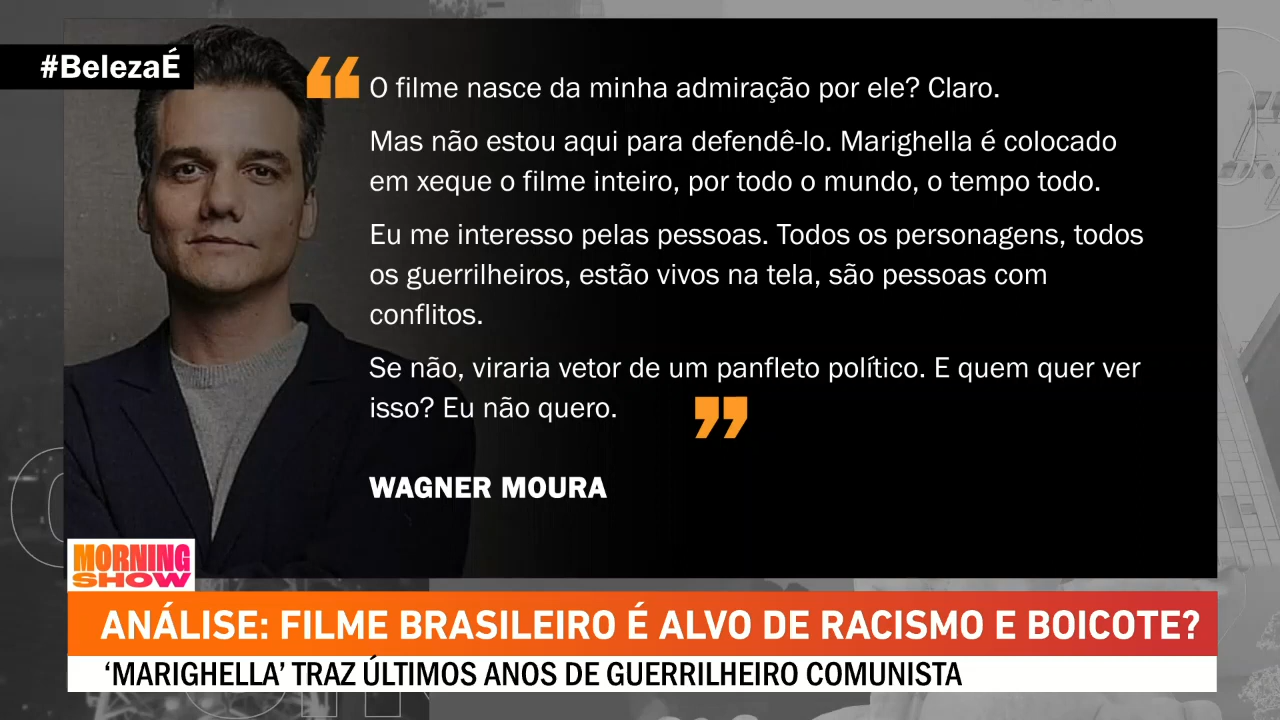 #BelezaÉ
“O filme nasce da minha admiração por ele? Claro.
Mas não estou aqui para defendê-lo. Marighella é colocado
em xeque o filme inteiro, por todo o mundo, o tempo todo.
Eu me interesso pelas pessoas. Todos os personagens, todos
os guerrilheiros, estão vivos na tela, são pessoas com
conflitos.
Se não, viraria vetor de um panfleto político. E quem quer ver
isso? Eu não quero.”
WAGNER MOURA
MORNING
SHOW
ANÁLISE: FILME BRASILEIRO É ALVO DE RACISMO E BOICOTE?
‘MARIGHELLA’ TRAZ ÚLTIMOS ANOS DE GUERRILHEIRO COMUNISTA